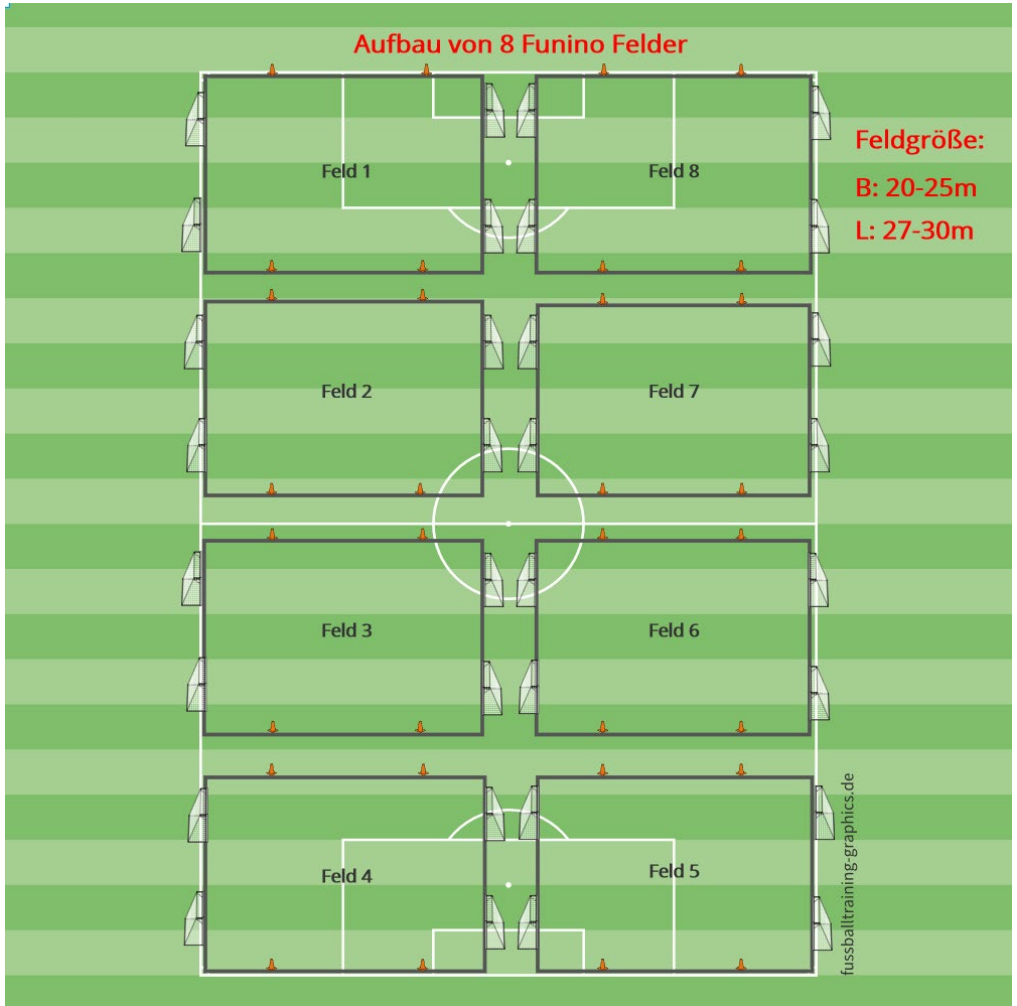 Aufbau von 8 Funino Felder
Feldgröße:
B: 20-25m
L: 27-30m
Feld 1
Feld 8
Feld 2
Feld 7
Feld 3
Feld 6
Feld 4
Feld 5
fussballtraining-graphics.de